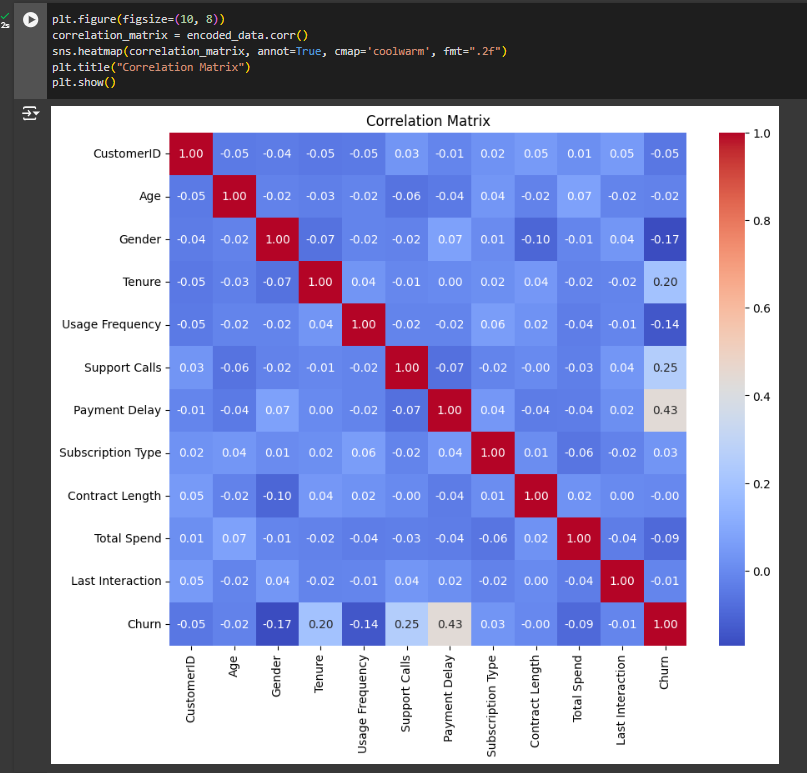 2s
plt.figure(figsize=(10, 8))
correlation_matrix = encoded_data.corr()
sns.heatmap(correlation_matrix, annot=True, cmap='coolwarm', fmt=".2f")
plt.title("Correlation Matrix")
plt.show()
Correlation Matrix
CustomerID 1.00 -0.05 -0.04 -0.05 -0.05 0.03 -0.01 0.02 0.05 0.01 0.05 -0.05
Age -0.05 1.00 -0.02 -0.03 -0.02 -0.06 -0.04 0.04 -0.02 0.07 -0.02 -0.02
Gender -0.04 -0.02 1.00 -0.07 -0.02 -0.02 0.07 0.01 -0.10 -0.01 0.04 -0.17
Tenure -0.05 -0.03 -0.07 1.00 0.04 -0.01 0.00 0.02 0.04 -0.02 -0.02 0.20
Usage Frequency -0.05 -0.02 -0.02 0.04 1.00 -0.02 -0.02 0.06 0.02 -0.04 -0.01 -0.14
Support Calls 0.03 -0.06 -0.02 -0.01 -0.02 1.00 -0.07 -0.02 -0.00 -0.03 0.04 0.25
Payment Delay -0.01 -0.04 0.07 0.00 -0.02 -0.07 1.00 0.04 -0.04 -0.04 0.02 0.43
Subscription Type 0.02 0.04 0.01 0.02 0.06 -0.02 0.04 1.00 0.01 -0.06 -0.02 0.03
Contract Length 0.05 -0.02 -0.10 0.04 0.02 -0.00 -0.04 0.01 1.00 0.02 0.00 -0.00
Total Spend 0.01 0.07 -0.01 -0.02 -0.04 -0.03 -0.04 -0.06 0.02 1.00 -0.04 -0.09
Last Interaction 0.05 -0.02 0.04 -0.02 -0.01 0.04 0.02 -0.02 0.00 -0.04 1.00 -0.01
Churn -0.05 -0.02 -0.17 0.20 -0.14 0.25 0.43 0.03 -0.00 -0.09 -0.01 1.00
CustomerID
Age
Gender
Tenure
Usage Frequency
Support Calls
Payment Delay
Subscription Type
Contract Length
Total Spend
Last Interaction
Churn
1.0
0.8
0.6
0.4
0.2
0.0